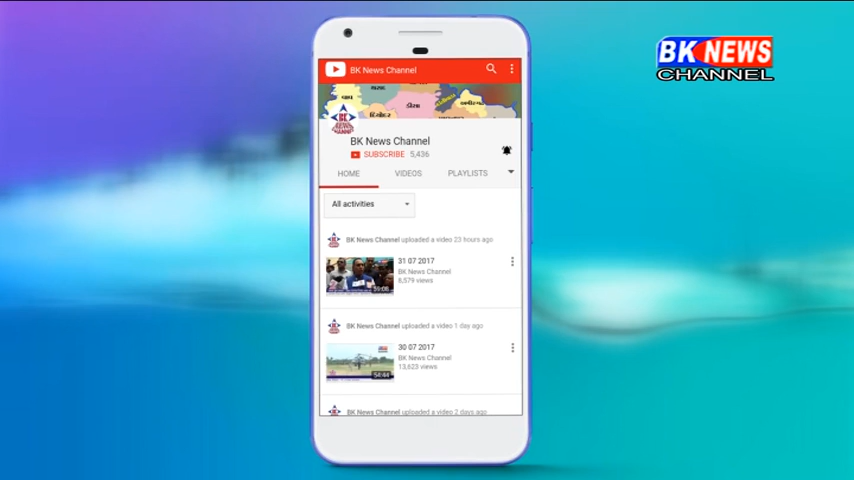 BK NEWS
CHANNEL
BK News Channel
વાવ
થરાદ
ડીસા
દિયોદર
BK News Channel
SUBSCRIBE 5,436
HOME VIDEOS PLAYLISTS
All activities
BK News Channel uploaded a video 23 hours ago
31 07 2017
BK News Channel
8,579 views
59:08
BK News Channel uploaded a video 1 day ago
30 07 2017
BK News Channel
13,623 views
54:44
BK News Channel uploaded a video 2 days ago